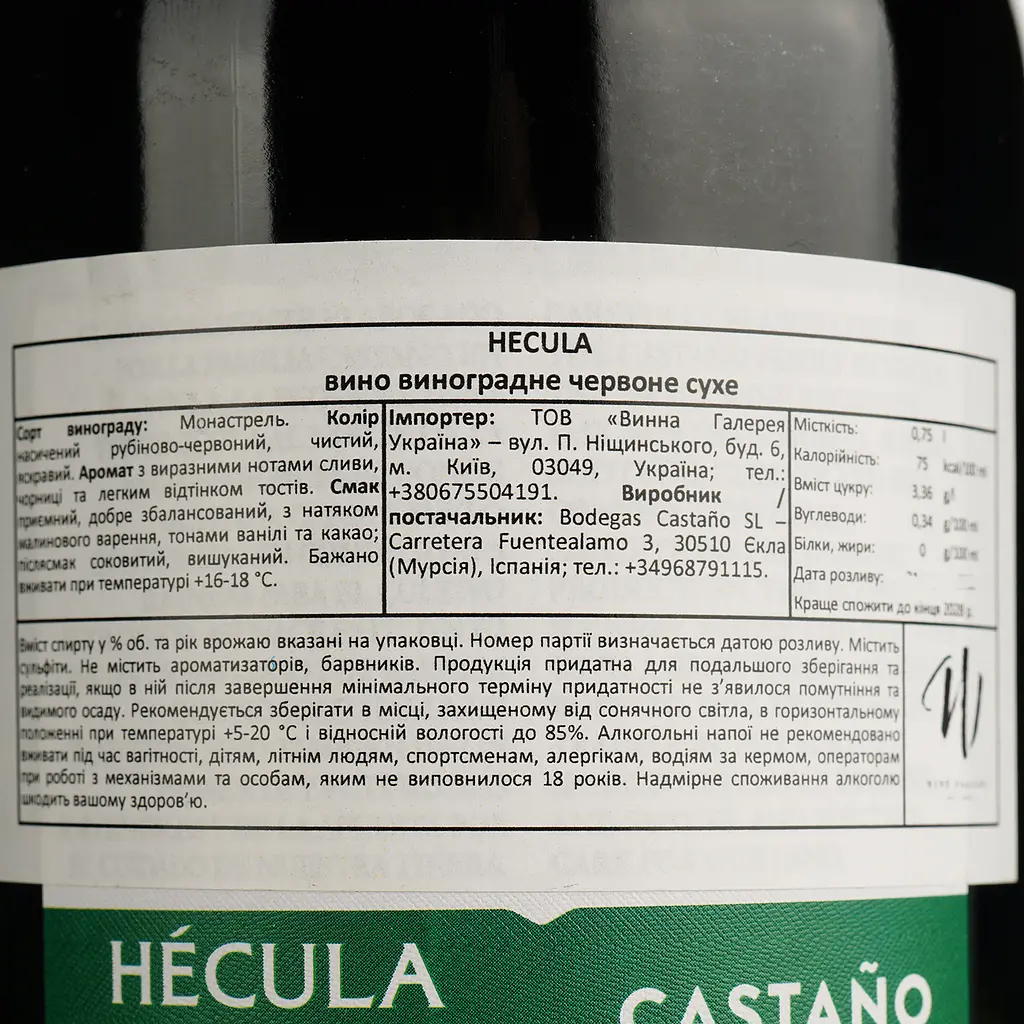 HECULA
вино виноградне червоне сухе
Сорт винограду: Монастрель. Колір
насичений рубіново-червоний, чистий,
яскравий. Аромат з виразними нотами сливи,
чорниці та легким відтінком тостів. Смак
приємний, добре збалансований, з натяком
малинового варення, тонами ванілі та какао;
післясмак соковитий, вишуканий. Бажано
вживати при температурі +16-18 °С.
Імпортер: ТОВ «Винна Галерея
Україна» – вул. П. Ніщинського, буд. 6,
м. Київ, 03049, Україна; тел.:
+380675504191. Виробник /
постачальник: Bodegas Castaño SL –
Carretera Fuentealamo 3, 30510 Єкла
(Мурсія), Іспанія; тел.: +34968791115.
Місткість: 0,75 l
Калорійність: 75 kcal/100 ml
Вміст цукру: 3,36 g/l
Вуглеводи: 0,34 g/100 ml
Білки, жири: 0 g/100 ml
Дата розливу:
Краще спожити до кінця 2028 р.
Вміст спирту у % об. та рік врожаю вказані на упаковці. Номер партії визначається датою розливу. Містить
сульфіти. Не містить ароматизаторів, барвників. Продукція придатна для подальшого зберігання та
реалізації, якщо в ній після завершення мінімального терміну придатності не з’явилося помутніння та
видимого осаду. Рекомендується зберігати в місці, захищеному від сонячного світла, в горизонтальному
положенні при температурі +5-20 °С і відносній вологості до 85%. Алкогольні напої не рекомендовано
вживати під час вагітності, дітям, літнім людям, спортсменам, алергікам, водіям за кермом, операторам
при роботі з механізмами та особам, яким не виповнилося 18 років. Надмірне споживання алкоголю
шкодить вашому здоров’ю.
HÉCULA
CASTAÑO